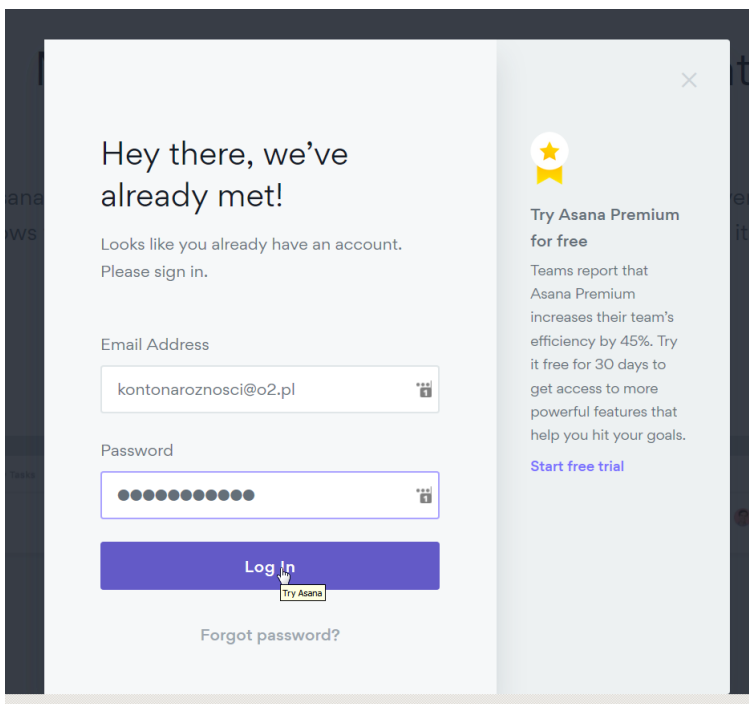 Hey there, we've
already met!
Looks like you already have an account.
Please sign in.
Email Address
kontonaroznosci@o2.pl
1
Password
1
Log In
Try Asana
Forgot password?
Try Asana Premium
for free
Teams report that
Asana Premium
increases their team's
efficiency by 45%. Try
it free for 30 days to
get access to more
powerful features that
help you hit your goals.
Start free trial